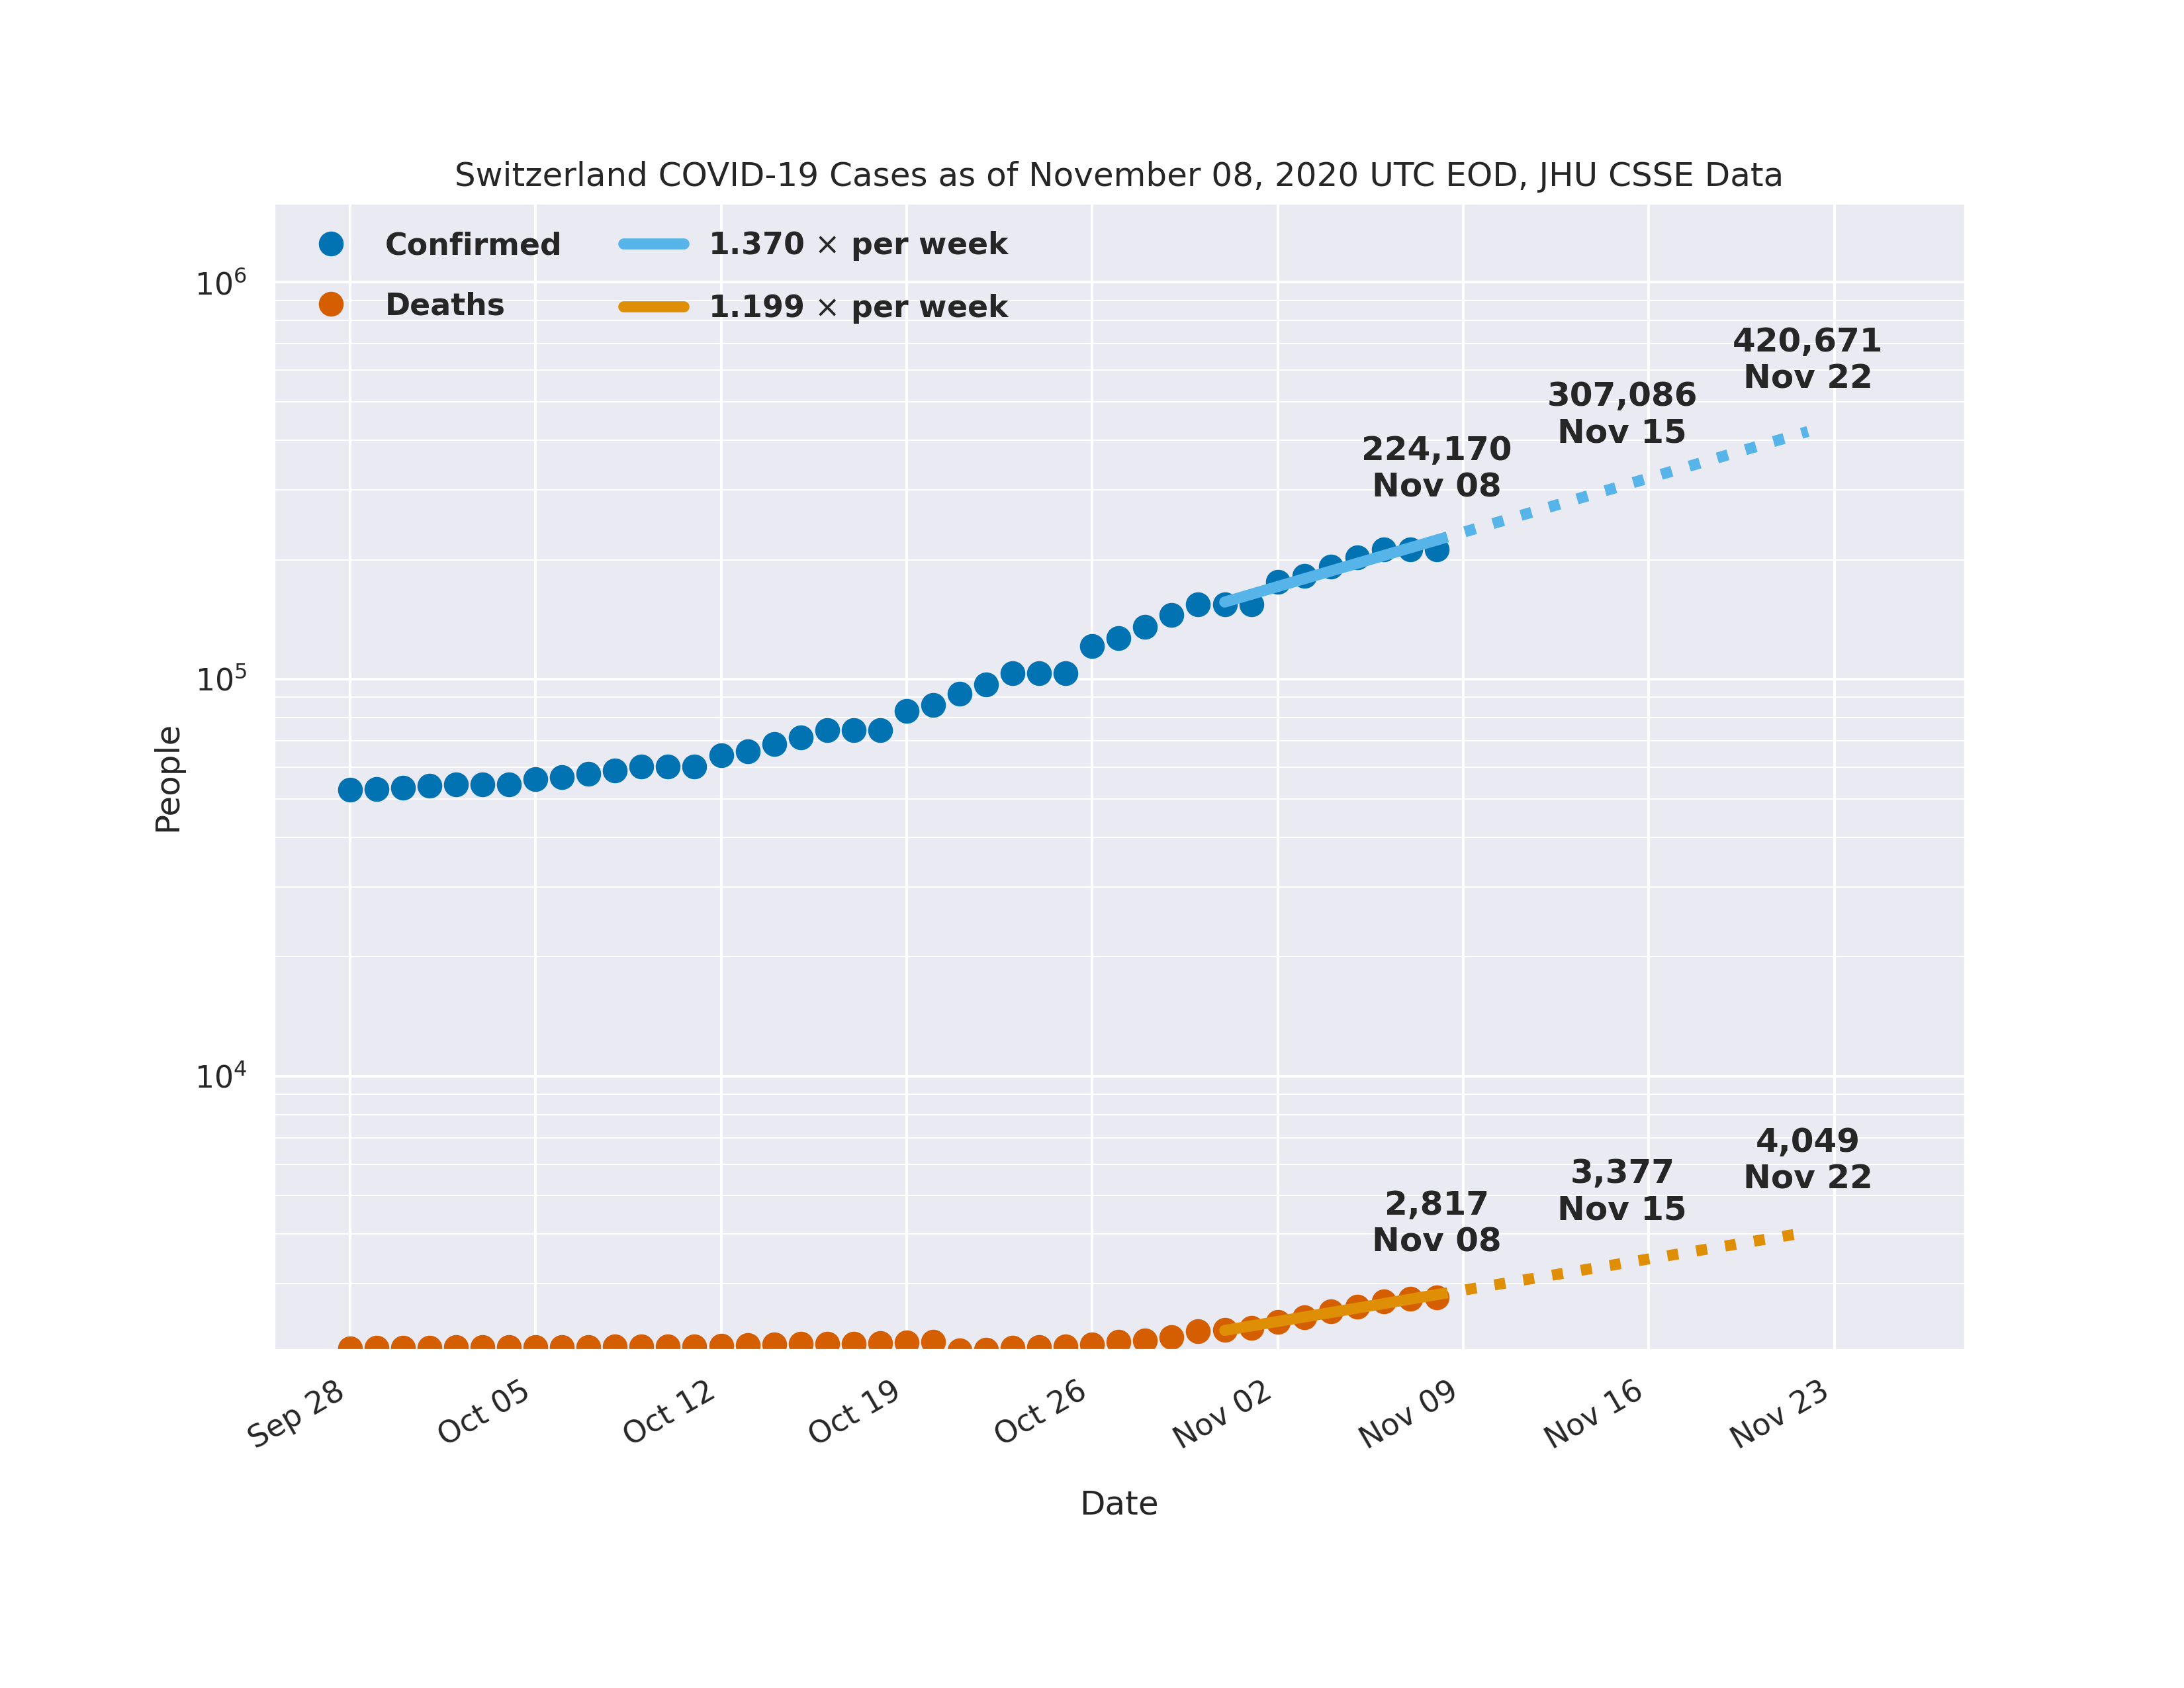 Switzerland COVID-19 Cases as of November 08, 2020 UTC EOD, JHU CSSE Data
Confirmed
Deaths
1.370 × per week
1.199 × per week
10⁶
10⁵
10⁴
People
420,671
Nov 22
307,086
Nov 15
224,170
Nov 08
4,049
Nov 22
3,377
Nov 15
2,817
Nov 08
Sep 28
Oct 05
Oct 12
Oct 19
Oct 26
Nov 02
Nov 09
Nov 16
Nov 23
Date